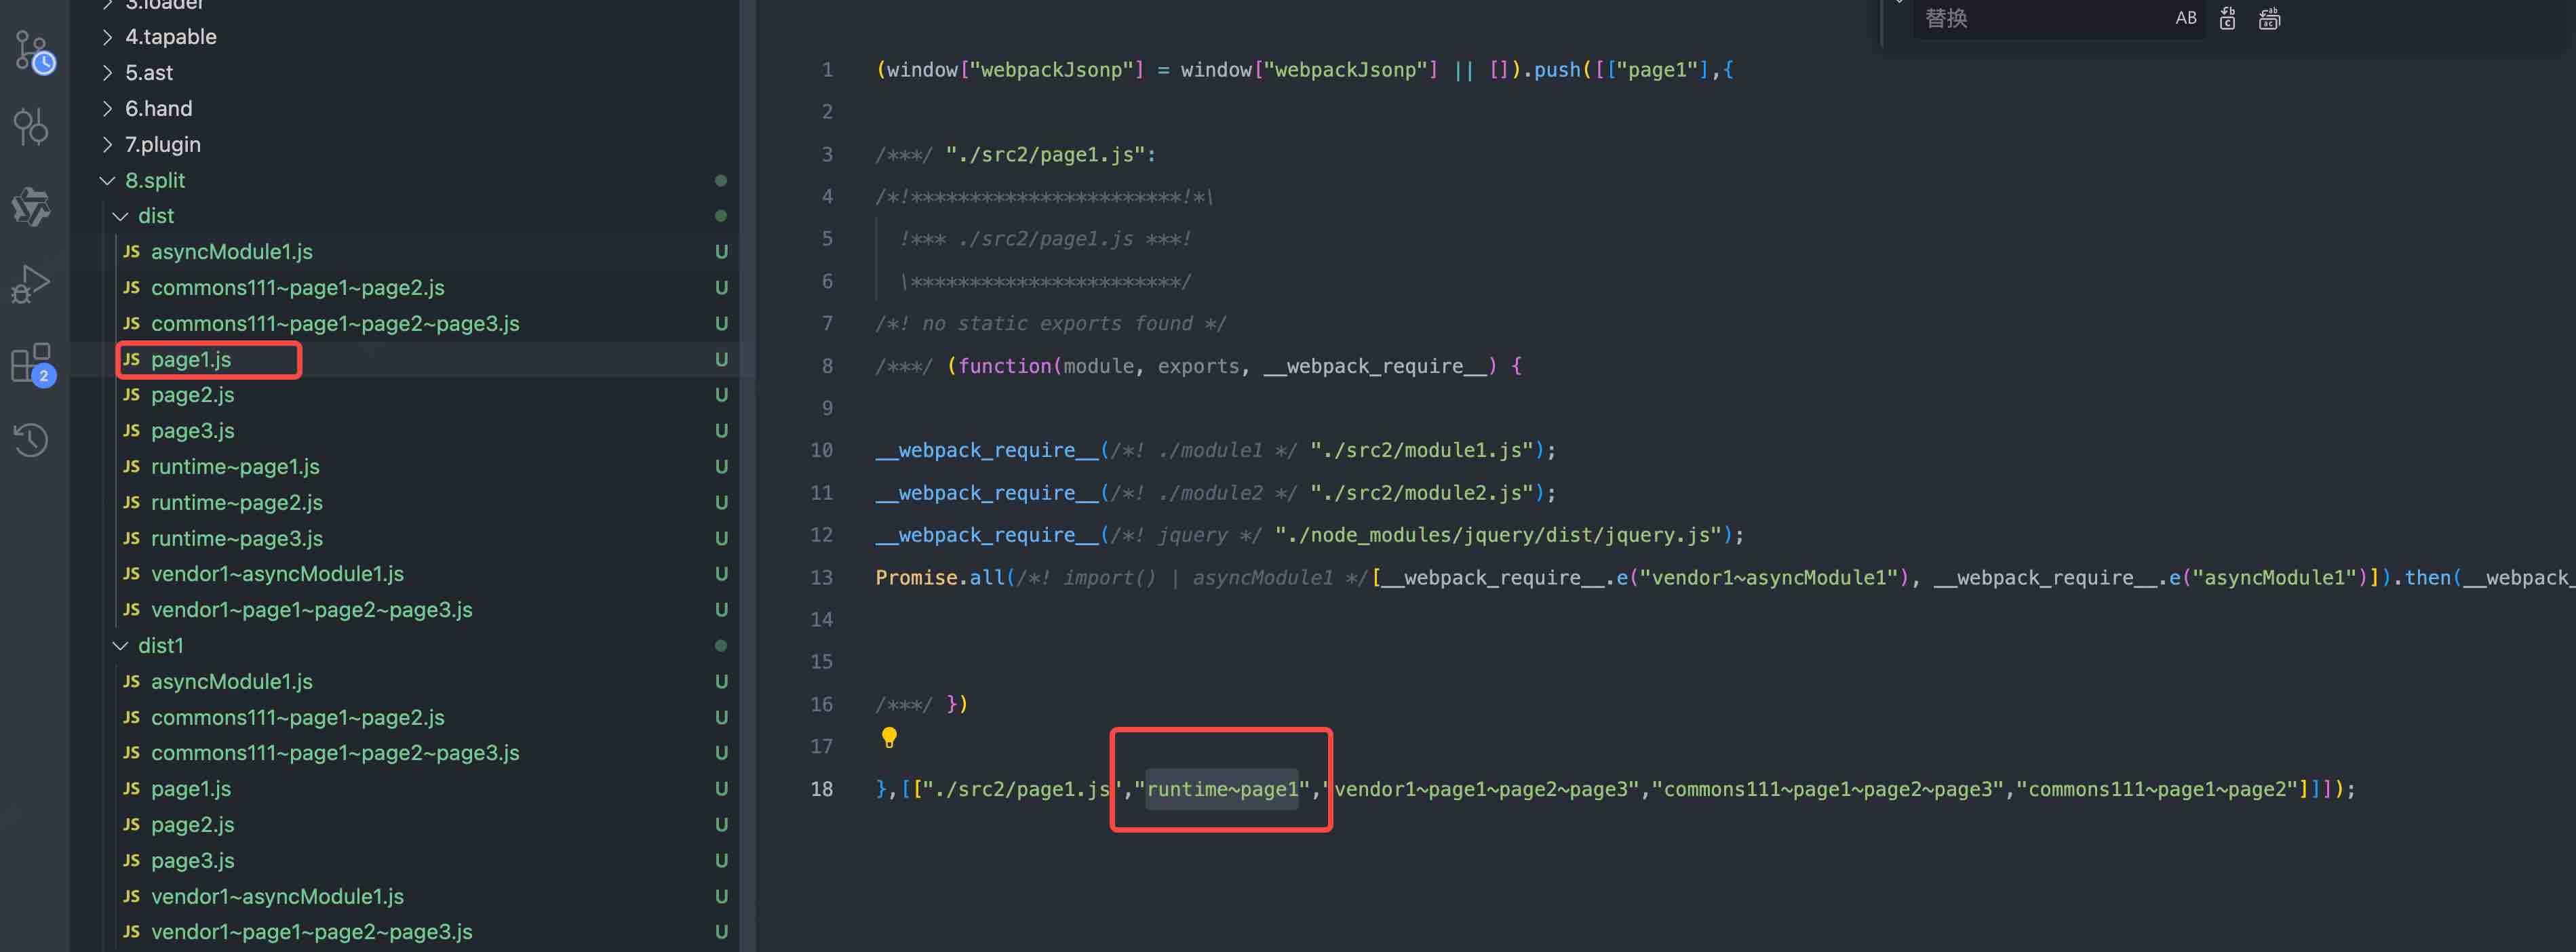 3.loader
4.tapable
5.ast
6.hand
7.plugin
8.split
dist
JS asyncModule1.js U
JS commons111~page1~page2.js U
JS commons111~page1~page2~page3.js U
JS page1.js U
JS page2.js U
JS page3.js U
JS runtime~page1.js U
JS runtime~page2.js U
JS runtime~page3.js U
JS vendor1~asyncModule1.js U
JS vendor1~page1~page2~page3.js U
dist1
JS asyncModule1.js U
JS commons111~page1~page2.js U
JS commons111~page1~page2~page3.js U
JS page1.js U
JS page2.js U
JS page3.js U
JS vendor1~asyncModule1.js U
JS vendor1~page1~page2~page3.js U
2
替换 AB
1 (window["webpackJsonp"] = window["webpackJsonp"] || []).push([["page1"],{
2
3 /***/ "./src2/page1.js":
4 /*!***********************!*\
5 !*** ./src2/page1.js ***!
6 \***********************/
7 /*! no static exports found */
8 /***/ (function(module, exports, __webpack_require__) {
9
10 __webpack_require__(/*! ./module1 */ "./src2/module1.js");
11 __webpack_require__(/*! ./module2 */ "./src2/module2.js");
12 __webpack_require__(/*! jquery */ "./node_modules/jquery/dist/jquery.js");
13 Promise.all(/*! import() | asyncModule1 */[__webpack_require__.e("vendor1~asyncModule1"), __webpack_require__.e("asyncModule1")]).then(__webpack_
14
15
16 /***/ })
17
18 },[["./src2/page1.js","runtime~page1","vendor1~page1~page2~page3","commons111~page1~page2~page3","commons111~page1~page2"]]]);